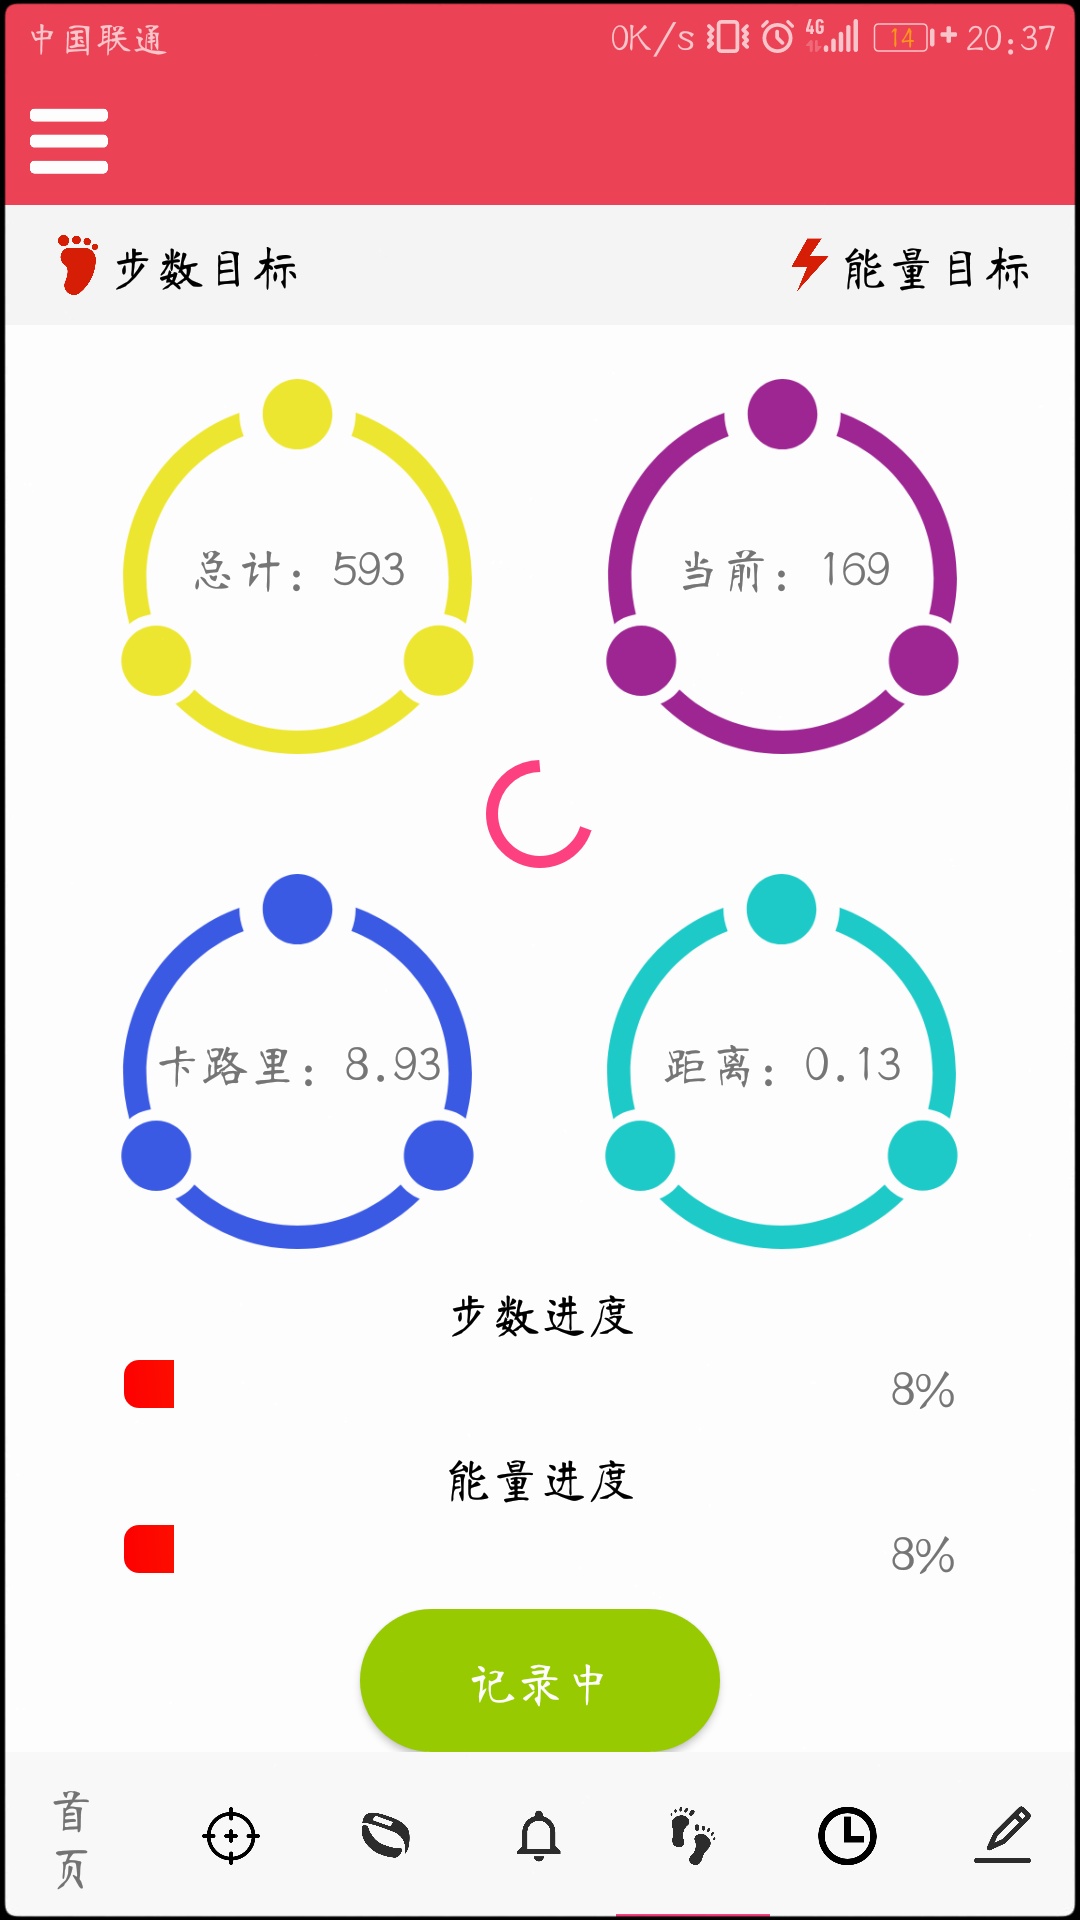 中国联通 0K/s 4G 14 20:37
步数目标 能量目标
总计：593 当前：169
卡路里：8.93 距离：0.13
步数进度
8%
能量进度
8%
记录中
首页